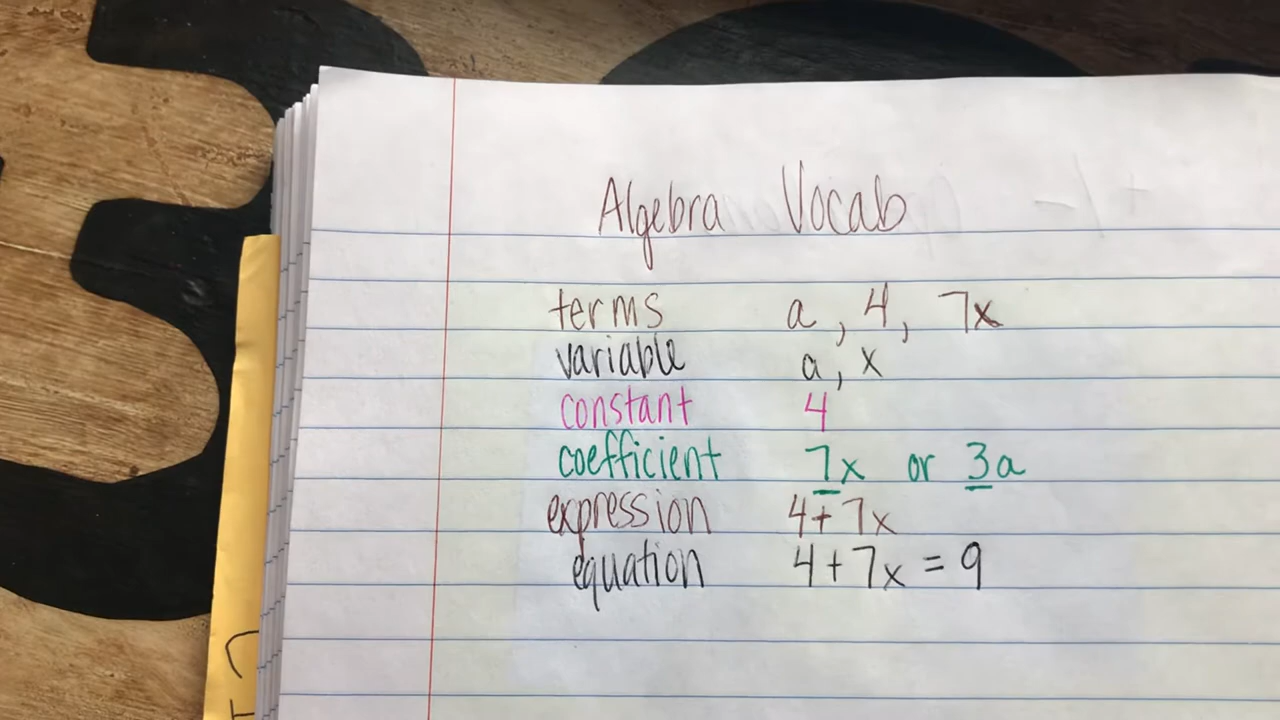 Algebra Vocab
terms a, 4, 7x
variable a, x
constant 4
coefficient 7x or 3a
expression 4+7x
equation 4+7x = 9